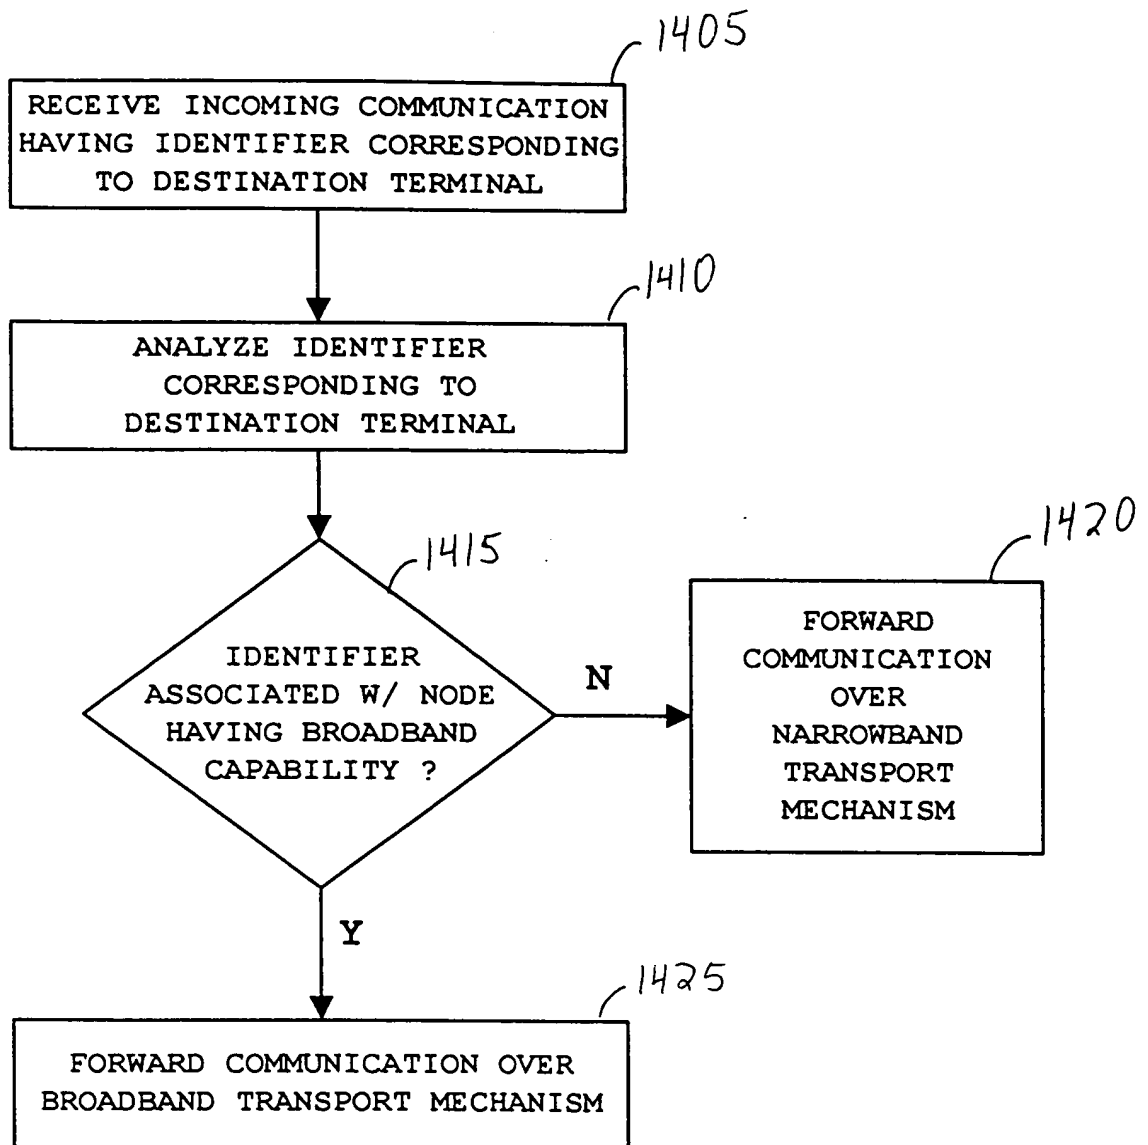 1405
RECEIVE INCOMING COMMUNICATION
HAVING IDENTIFIER CORRESPONDING
TO DESTINATION TERMINAL
1410
ANALYZE IDENTIFIER
CORRESPONDING TO
DESTINATION TERMINAL
1415
IDENTIFIER
ASSOCIATED W/ NODE
HAVING BROADBAND
CAPABILITY ?
N
1420
FORWARD
COMMUNICATION
OVER
NARROWBAND
TRANSPORT
MECHANISM
Y
1425
FORWARD COMMUNICATION OVER
BROADBAND TRANSPORT MECHANISM